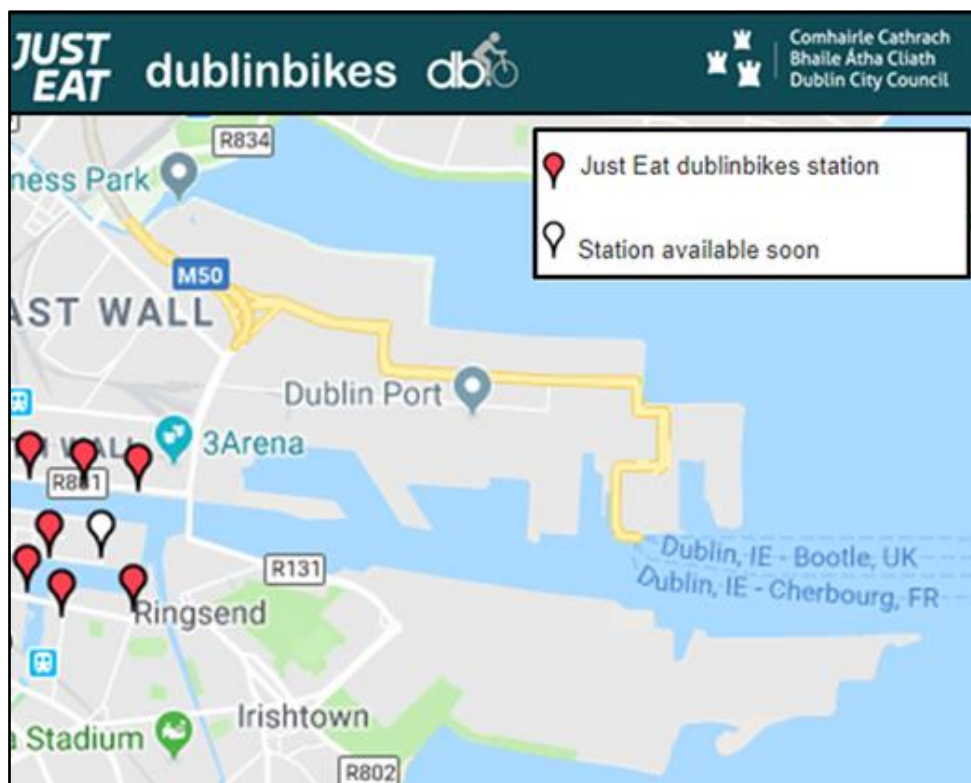 JUST
EAT
dublinbikes
db
Comhairle Cathrach
Bhaile Átha Cliath
Dublin City Council
R834
Just Eat dublinbikes station
Station available soon
ness Park
M50
AST WALL
Dublin Port
3Arena
WALL
R131
Dublin, IE - Bootle, UK
Dublin, IE - Cherbourg, FR
Ringsend
Irishtown
a Stadium
R802